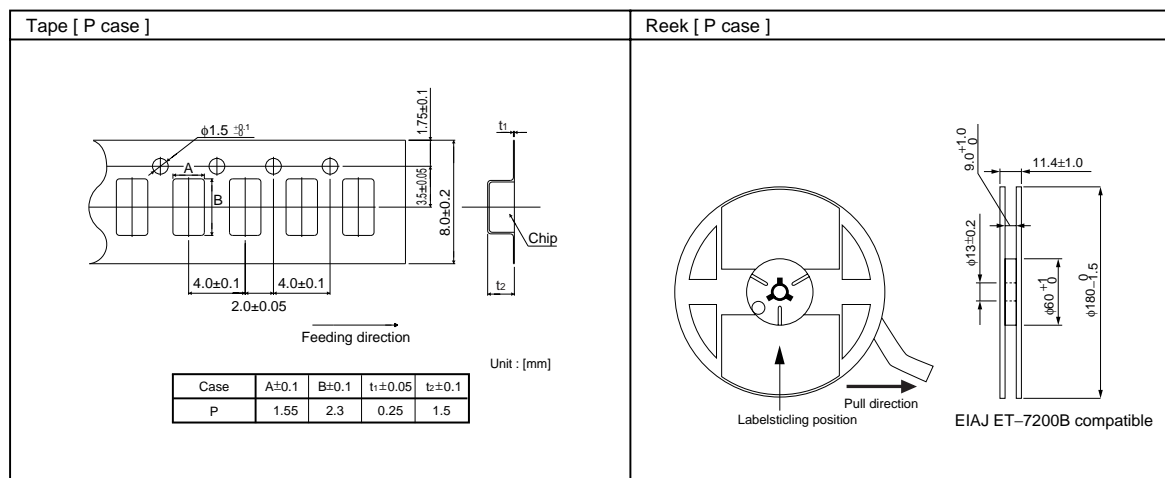 Tape [ P case ]
Reek [ P case ]
ϕ1.5 +0.1 −0
A
B
1.75±0.1
3.5±0.05
8.0±0.2
t1
Chip
t2
4.0±0.1
4.0±0.1
2.0±0.05
Feeding direction
Unit : [mm]
Case A±0.1 B±0.1 t1±0.05 t2±0.1
P 1.55 2.3 0.25 1.5
9.0 +1.0 0
11.4±1.0
ϕ13±0.2
ϕ60 +1 0
ϕ180 0 −1.5
Pull direction
Labelsticling position
EIAJ ET−7200B compatible